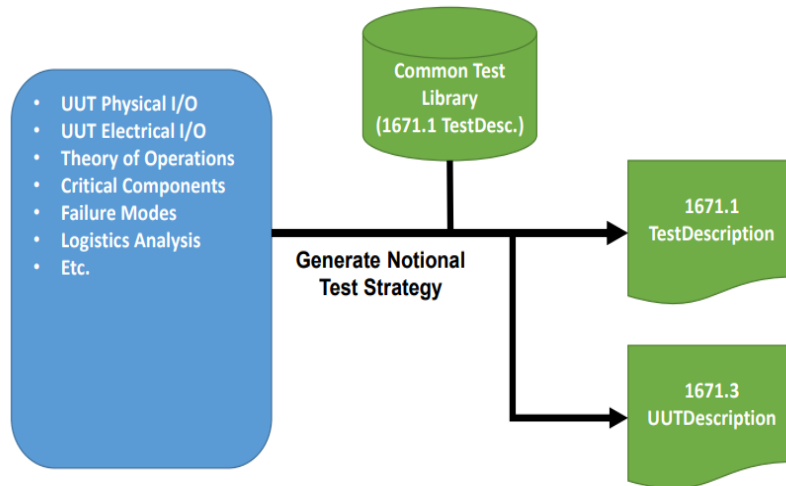 • UUT Physical I/O
• UUT Electrical I/O
• Theory of Operations
• Critical Components
• Failure Modes
• Logistics Analysis
• Etc.
Common Test
Library
(1671.1 TestDesc.)
Generate Notional
Test Strategy
1671.1
TestDescription
1671.3
UUTDescription